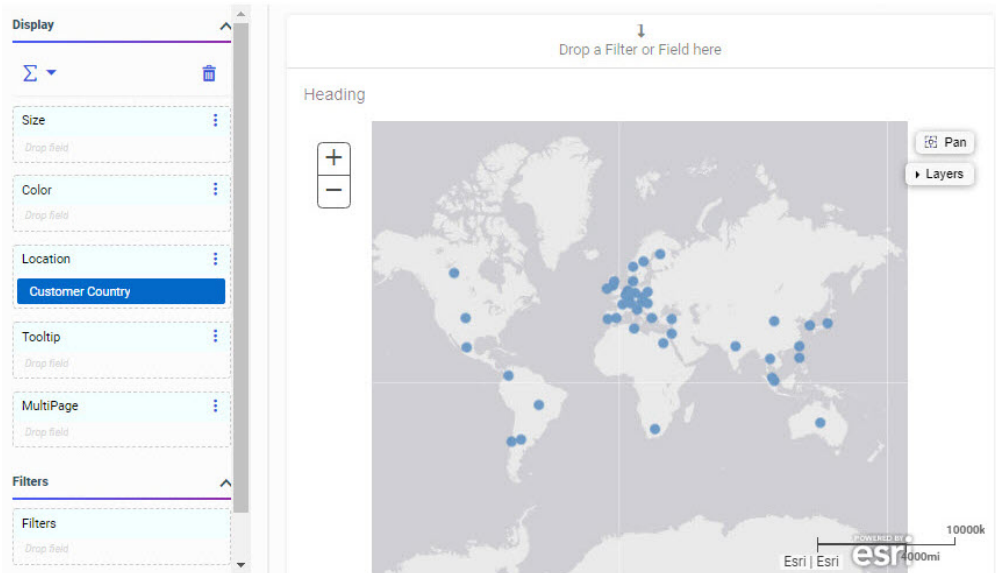 Display
Σ
Size
Drop field
Color
Drop field
Location
Customer Country
Tooltip
Drop field
MultiPage
Drop field
Filters
Filters
Drop field
Drop a Filter or Field here
Heading
+
−
Pan
Layers
10000k
4000mi
POWERED BY
esri
Esri | Esri